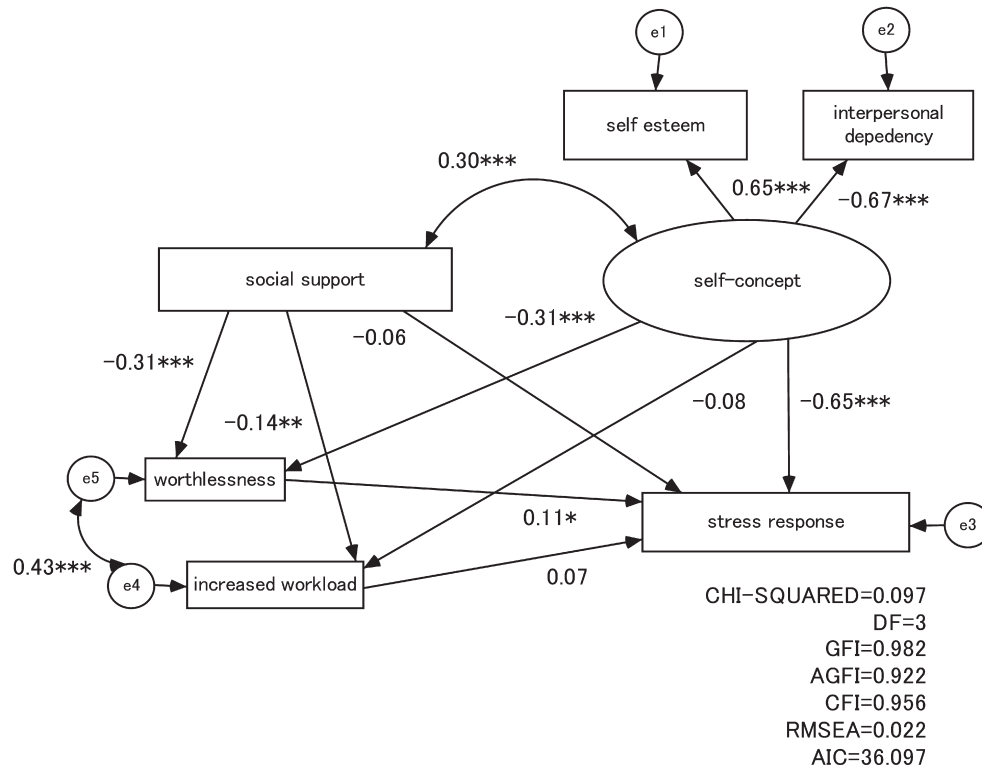 e1
e2
self esteem
interpersonal
depedency
0.30***
0.65***
−0.67***
social support
self−concept
−0.31***
−0.06
−0.31***
−0.14**
−0.08
−0.65***
e5
worthlessness
0.11*
stress response
e3
0.43***
e4
increased workload
0.07
CHI−SQUARED=0.097
DF=3
GFI=0.982
AGFI=0.922
CFI=0.956
RMSEA=0.022
AIC=36.097